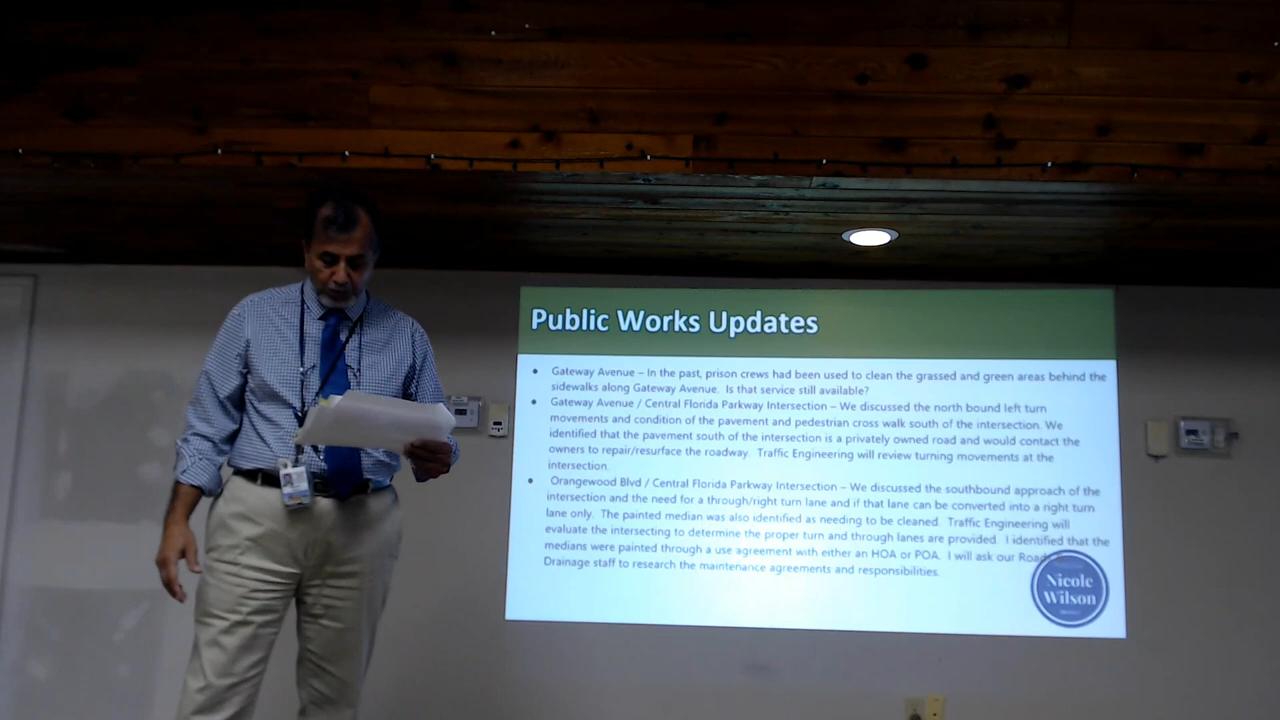 Public Works Updates
• Gateway Avenue – In the past, prison crews had been used to clean the grassed and green areas behind the
sidewalks along Gateway Avenue. Is that service still available?
• Gateway Avenue / Central Florida Parkway Intersection – We discussed the north bound left turn
movements and condition of the pavement and pedestrian cross walk south of the intersection. We
identified that the pavement south of the intersection is a privately owned road and would contact the
owners to repair/resurface the roadway. Traffic Engineering will review turning movements at the
intersection.
• Orangewood Blvd / Central Florida Parkway Intersection – We discussed the southbound approach of the
intersection and the need for a through/right turn lane and if that lane can be converted into a right turn
lane only. The painted median was also identified as needing to be cleaned. Traffic Engineering will
evaluate the intersecting to determine the proper turn and through lanes are provided. I identified that the
medians were painted through a use agreement with either an HOA or POA. I will ask our Roads
Drainage staff to research the maintenance agreements and responsibilities.
Nicole
Wilson